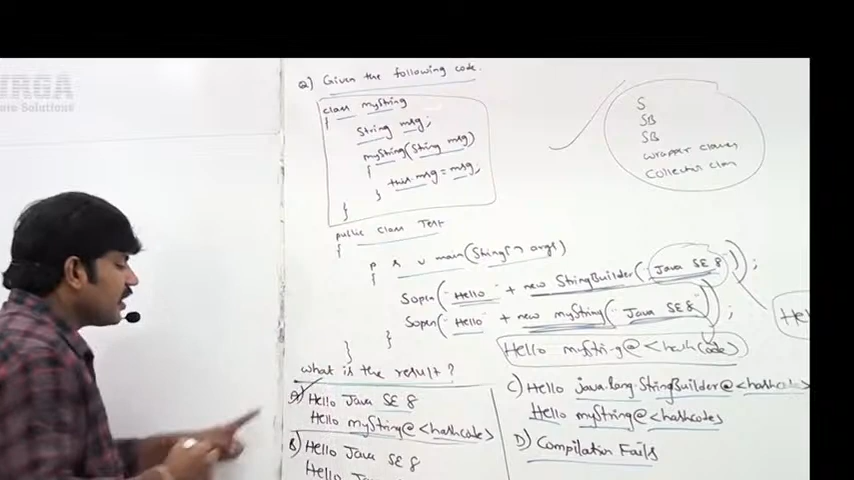 Q) Given the following code.
class myString
{
String msg;
myString(String msg)
{
this.msg = msg;
}
}
public class Test
{
p s v main(String[] args)
{
Sopln("Hello" + new StringBuilder("Java SE 8"));
Sopln("Hello" + new myString("Java SE 8"));
}
}
Hello myString@<hashCode>
what is the result?
A) Hello Java SE 8
Hello myString@<hashcode>
B) Hello Java SE 8
Hello
C) Hello java.lang.StringBuilder@<hashcode>
Hello myString@<hashcode>
D) Compilation Fails
S
SB
SB
wrapper classes
Collection class